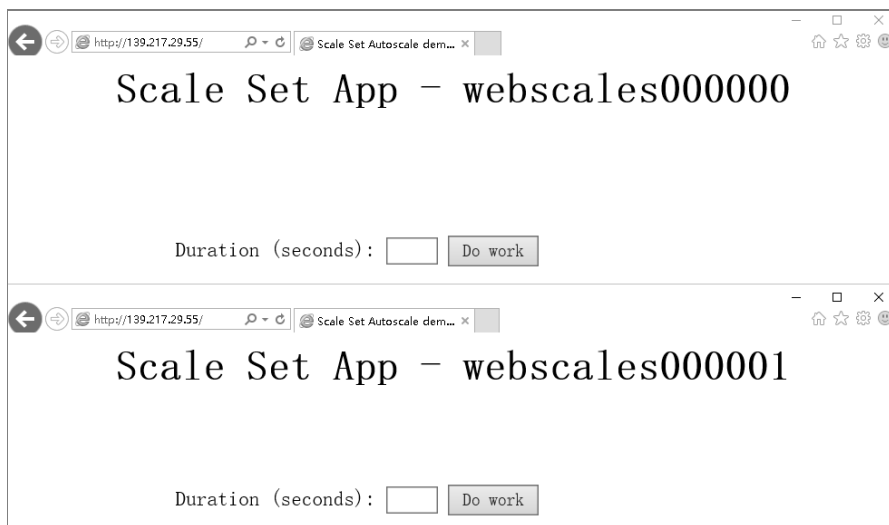 http://139.217.29.55/ Scale Set Autoscale dem...
Scale Set App - webscales000000
Duration (seconds): Do work
http://139.217.29.55/ Scale Set Autoscale dem...
Scale Set App - webscales000001
Duration (seconds): Do work